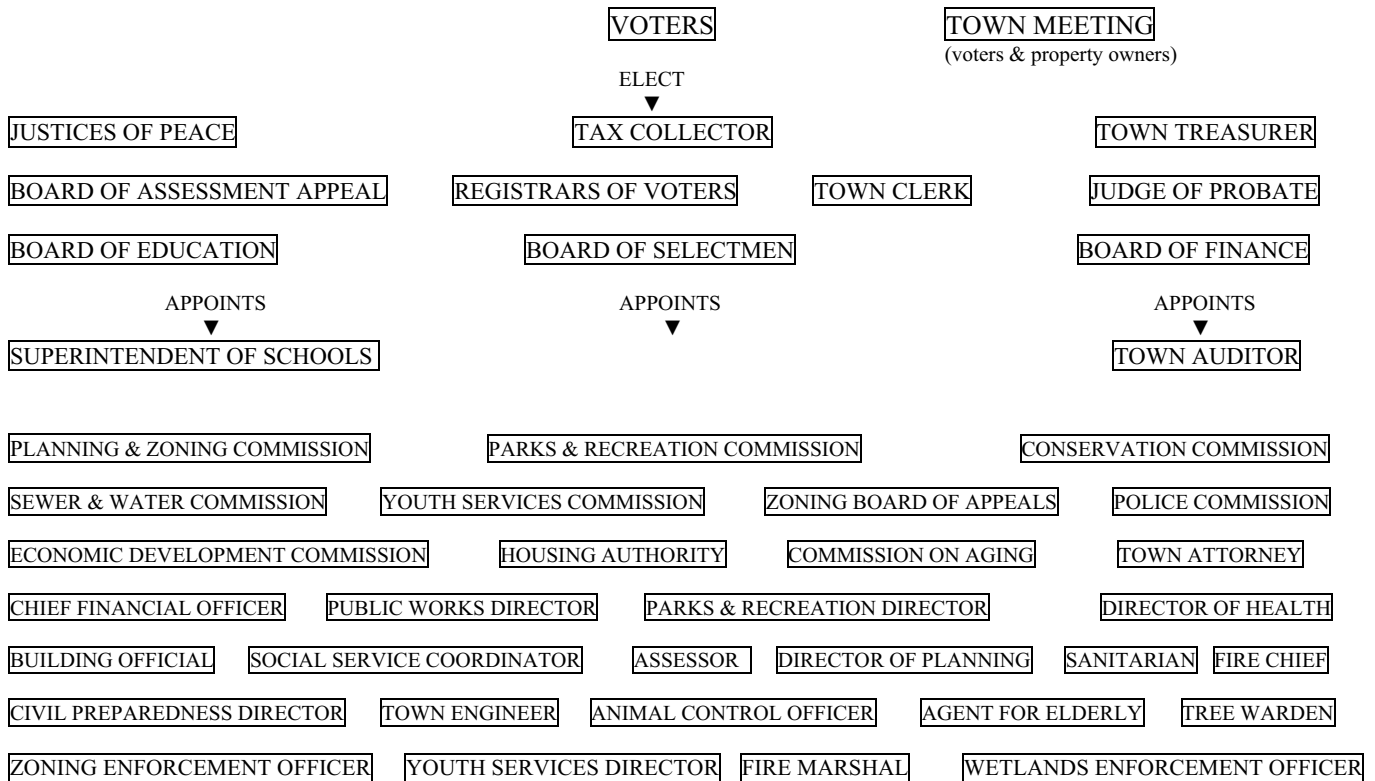 VOTERS TOWN MEETING
(voters & property owners)
ELECT
▼
JUSTICES OF PEACE TAX COLLECTOR TOWN TREASURER
BOARD OF ASSESSMENT APPEAL REGISTRARS OF VOTERS TOWN CLERK JUDGE OF PROBATE
BOARD OF EDUCATION BOARD OF SELECTMEN BOARD OF FINANCE
APPOINTS APPOINTS APPOINTS
▼ ▼ ▼
SUPERINTENDENT OF SCHOOLS TOWN AUDITOR
PLANNING & ZONING COMMISSION PARKS & RECREATION COMMISSION CONSERVATION COMMISSION
SEWER & WATER COMMISSION YOUTH SERVICES COMMISSION ZONING BOARD OF APPEALS POLICE COMMISSION
ECONOMIC DEVELOPMENT COMMISSION HOUSING AUTHORITY COMMISSION ON AGING TOWN ATTORNEY
CHIEF FINANCIAL OFFICER PUBLIC WORKS DIRECTOR PARKS & RECREATION DIRECTOR DIRECTOR OF HEALTH
BUILDING OFFICIAL SOCIAL SERVICE COORDINATOR ASSESSOR DIRECTOR OF PLANNING SANITARIAN FIRE CHIEF
CIVIL PREPAREDNESS DIRECTOR TOWN ENGINEER ANIMAL CONTROL OFFICER AGENT FOR ELDERLY TREE WARDEN
ZONING ENFORCEMENT OFFICER YOUTH SERVICES DIRECTOR FIRE MARSHAL WETLANDS ENFORCEMENT OFFICER